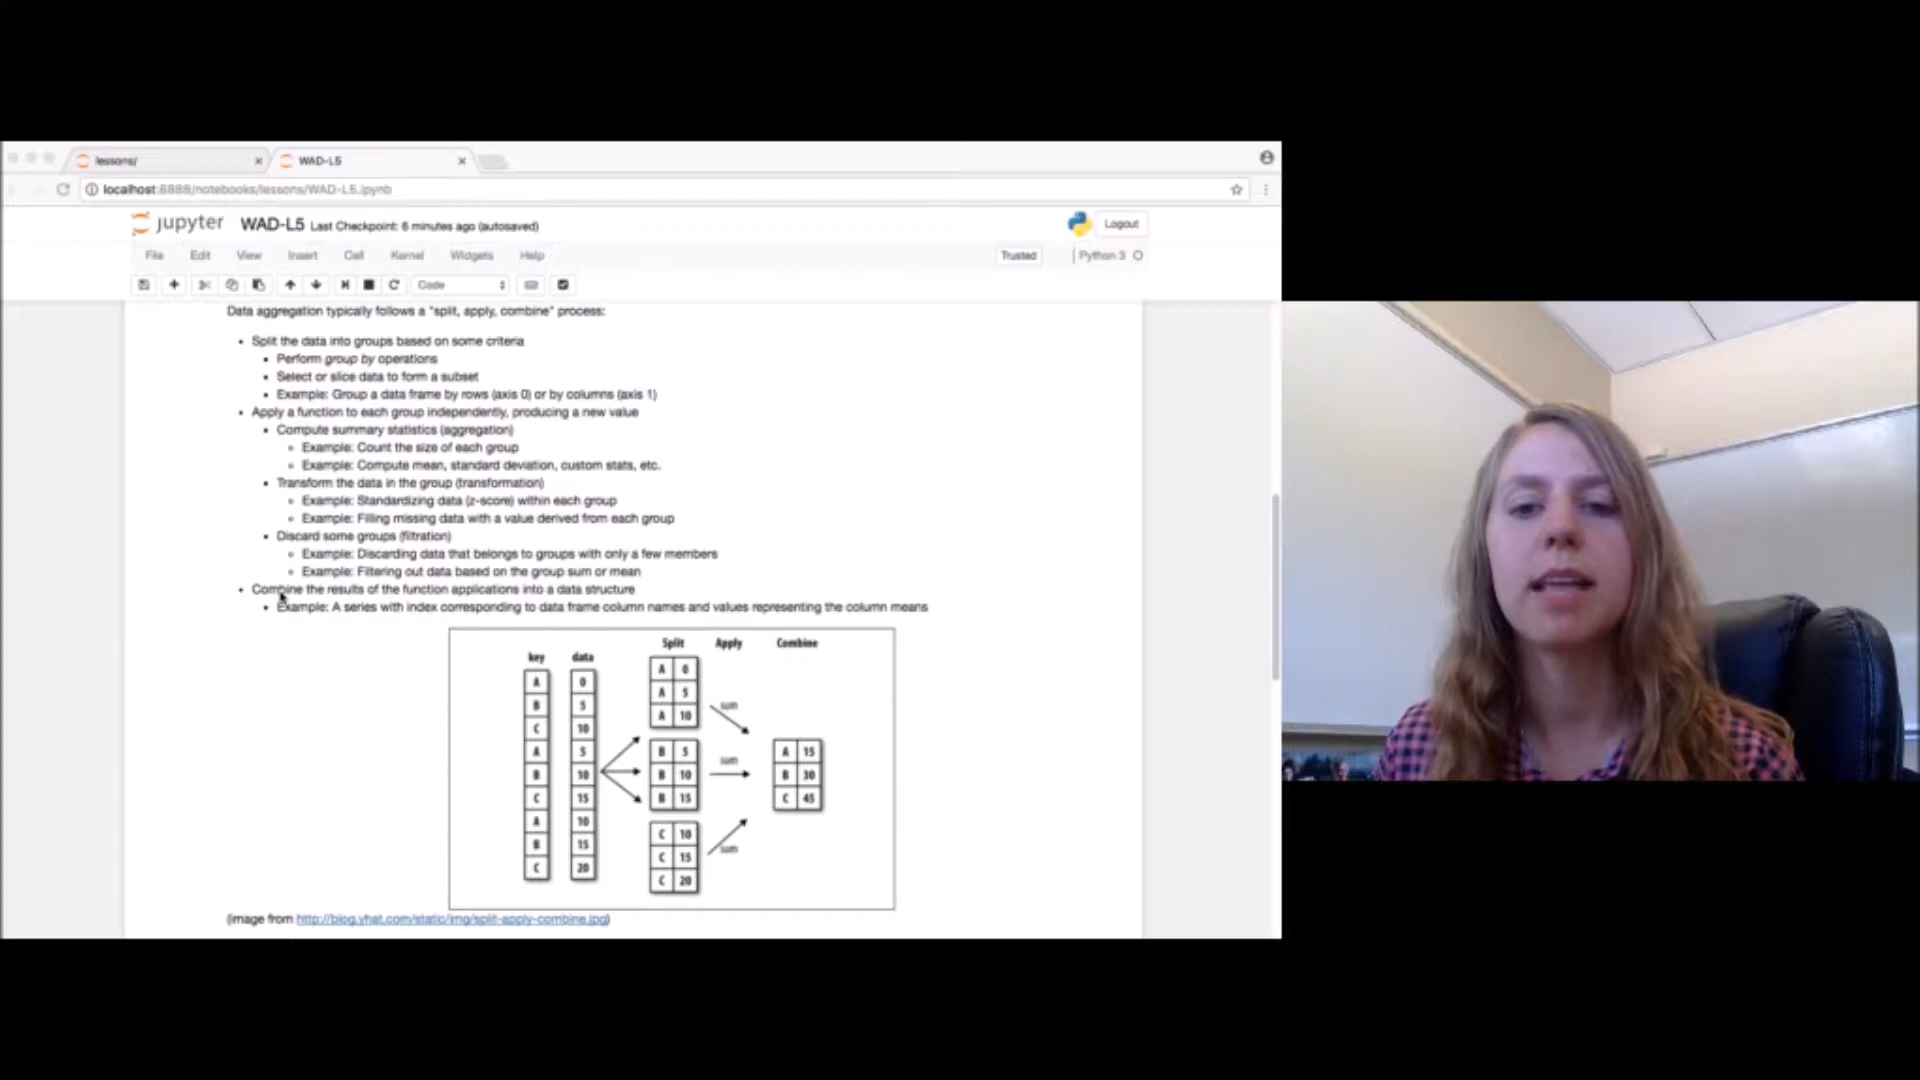 lessons/
WAD-L5
localhost:8888/notebooks/lessons/WAD-L5.ipynb
jupyter WAD-L5 Last Checkpoint: 6 minutes ago (autosaved)
Logout
File Edit View Insert Cell Kernel Widgets Help
Trusted
Python 3
Code
Data aggregation typically follows a "split, apply, combine" process:
Split the data into groups based on some criteria
Perform group by operations
Select or slice data to form a subset
Example: Group a data frame by rows (axis 0) or by columns (axis 1)
Apply a function to each group independently, producing a new value
Compute summary statistics (aggregation)
Example: Count the size of each group
Example: Compute mean, standard deviation, custom stats, etc.
Transform the data in the group (transformation)
Example: Standardizing data (z-score) within each group
Example: Filling missing data with a value derived from each group
Discard some groups (filtration)
Example: Discarding data that belongs to groups with only a few members
Example: Filtering out data based on the group sum or mean
Combine the results of the function applications into a data structure
Example: A series with index corresponding to data frame column names and values representing the column means
key data
A 0
B 5
C 10
A 5
B 10
C 15
A 10
B 15
C 20
Split
A 0
A 5
A 10
B 5
B 10
B 15
C 10
C 15
C 20
Apply
sum
sum
sum
Combine
A 15
B 30
C 45
(image from http://blog.yhat.com/static/img/split-apply-combine.jpg)